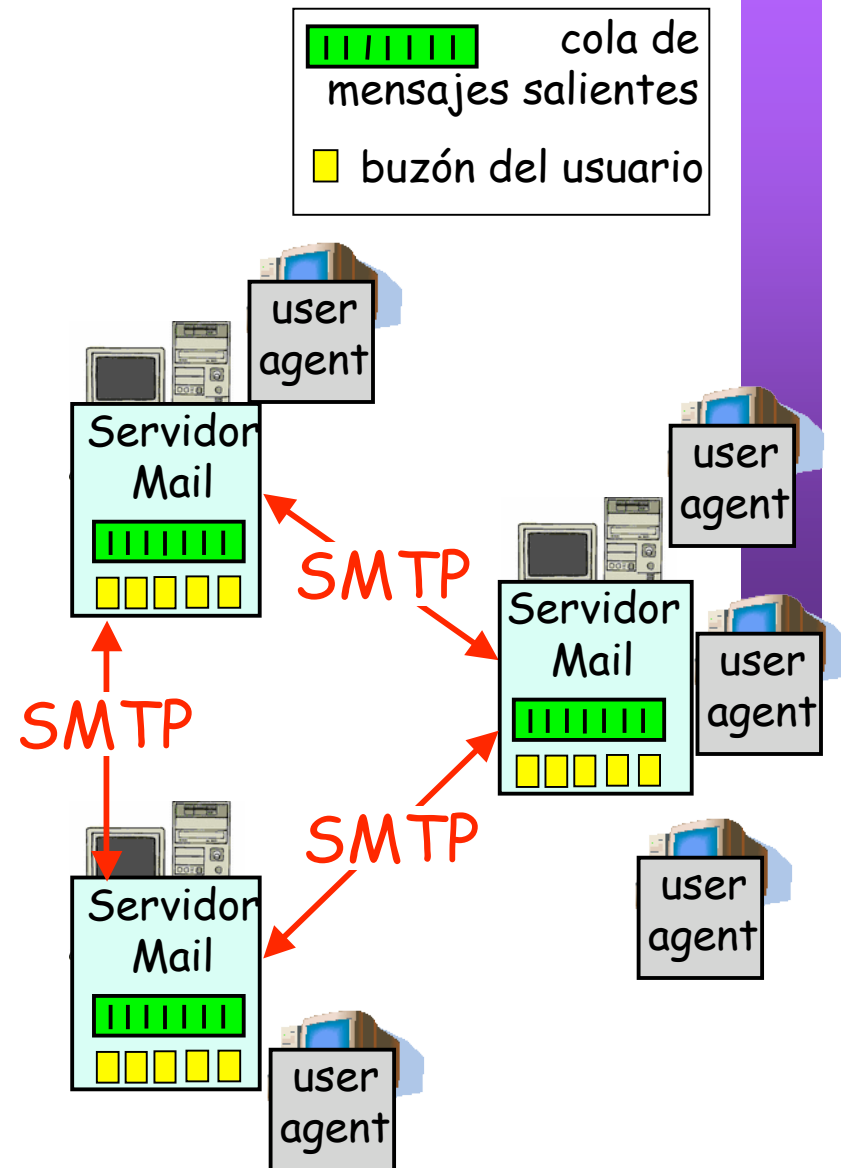 cola de
mensajes salientes
buzón del usuario
user
agent
Servidor
Mail
user
agent
SMTP
Servidor
Mail
user
agent
SMTP
SMTP
user
agent
Servidor
Mail
user
agent